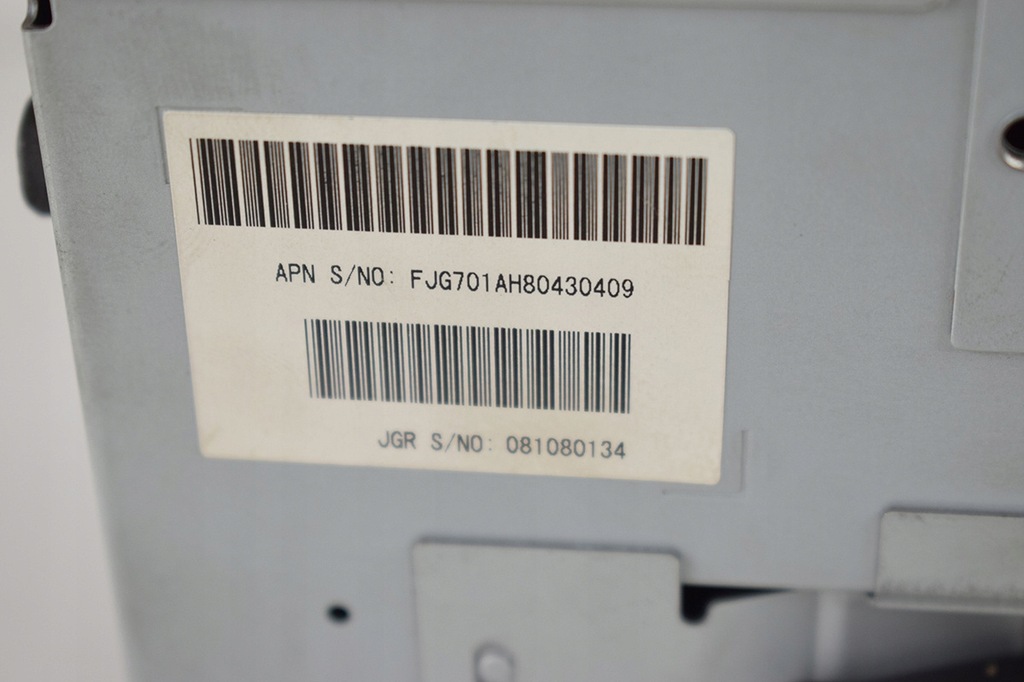 APN S/NO: FJG701AH80430409
JGR S/NO: 081080134